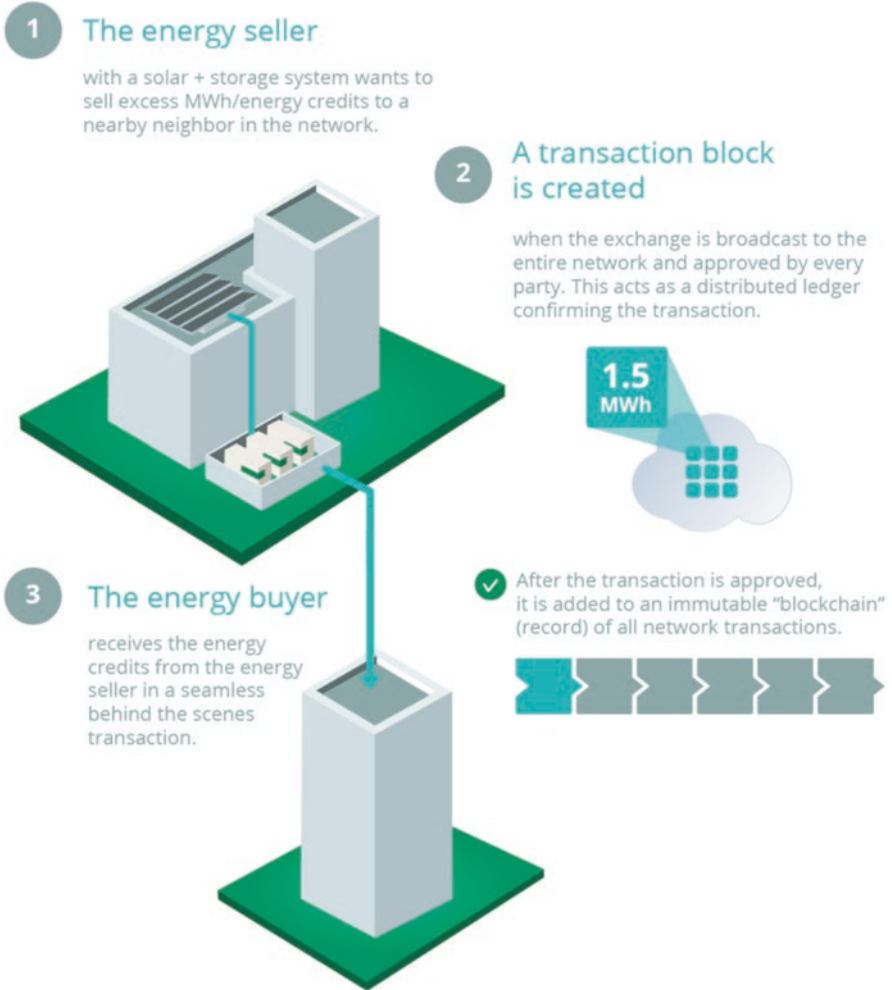 1
The energy seller
with a solar + storage system wants to
sell excess MWh/energy credits to a
nearby neighbor in the network.
2
A transaction block
is created
when the exchange is broadcast to the
entire network and approved by every
party. This acts as a distributed ledger
confirming the transaction.
1.5
MWh
After the transaction is approved,
it is added to an immutable “blockchain”
(record) of all network transactions.
3
The energy buyer
receives the energy
credits from the energy
seller in a seamless
behind the scenes
transaction.